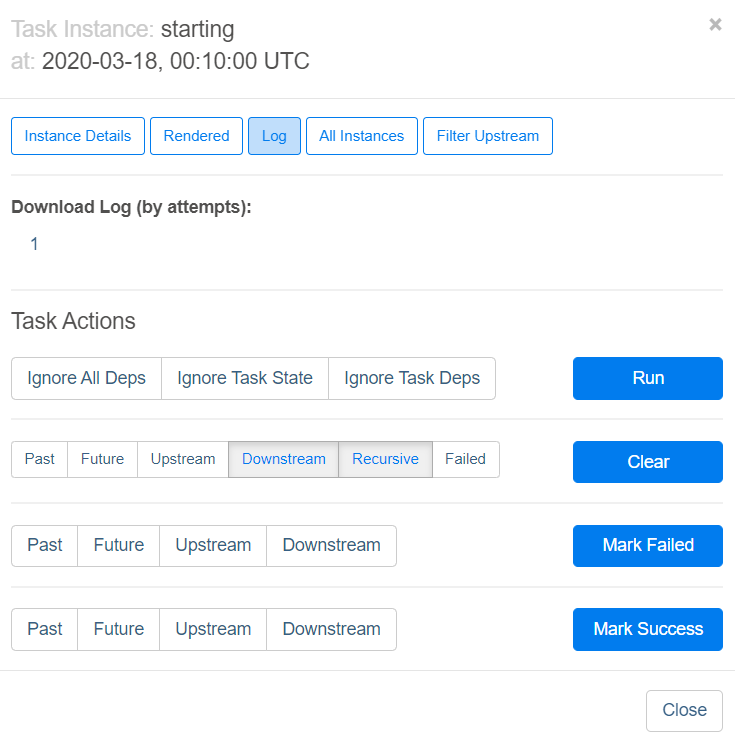 Task Instance: starting
at: 2020-03-18, 00:10:00 UTC
×
Instance Details Rendered Log All Instances Filter Upstream
Download Log (by attempts):
1
Task Actions
Ignore All Deps Ignore Task State Ignore Task Deps Run
Past Future Upstream Downstream Recursive Failed Clear
Past Future Upstream Downstream Mark Failed
Past Future Upstream Downstream Mark Success
Close